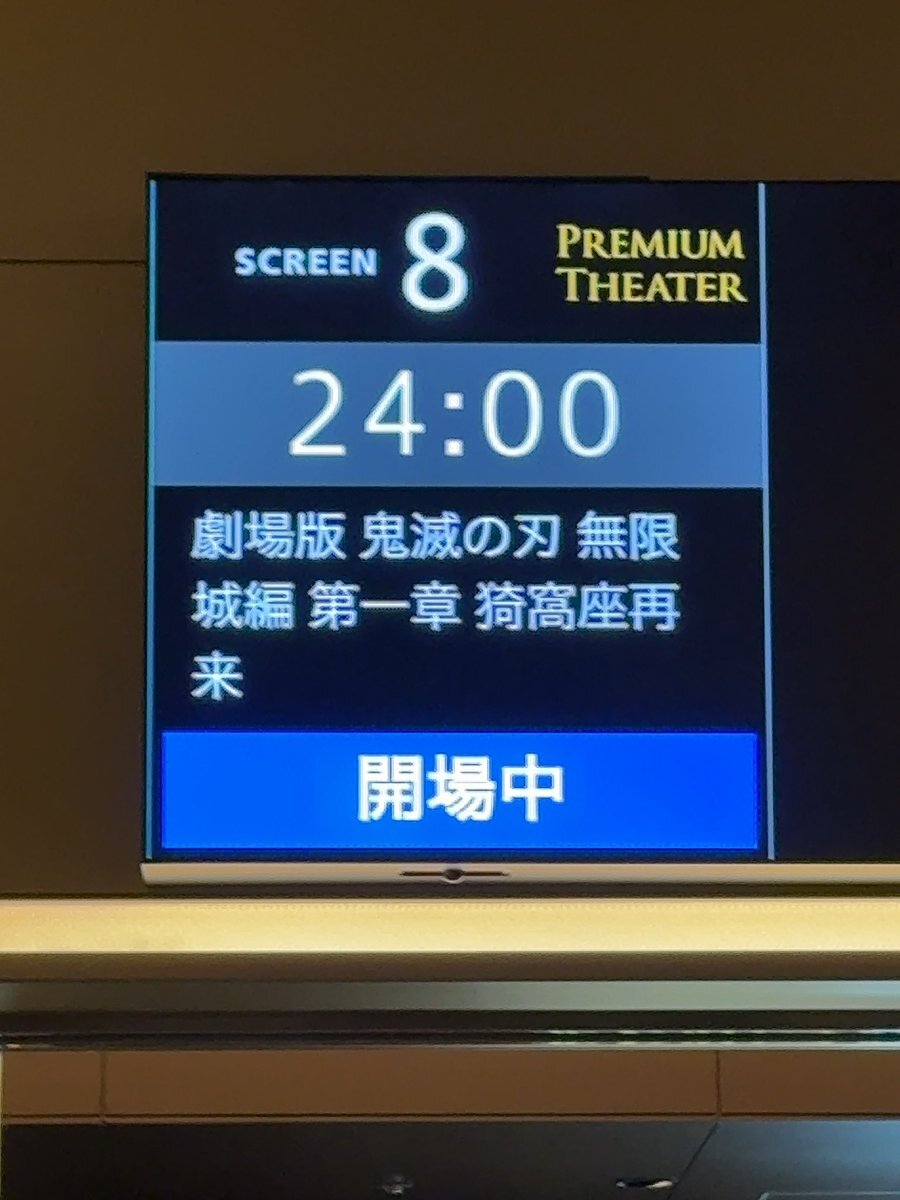 SCREEN 8
PREMIUM
THEATER
24:00
劇場版 鬼滅の刃 無限
城編 第一章 猗窩座再
来
開場中